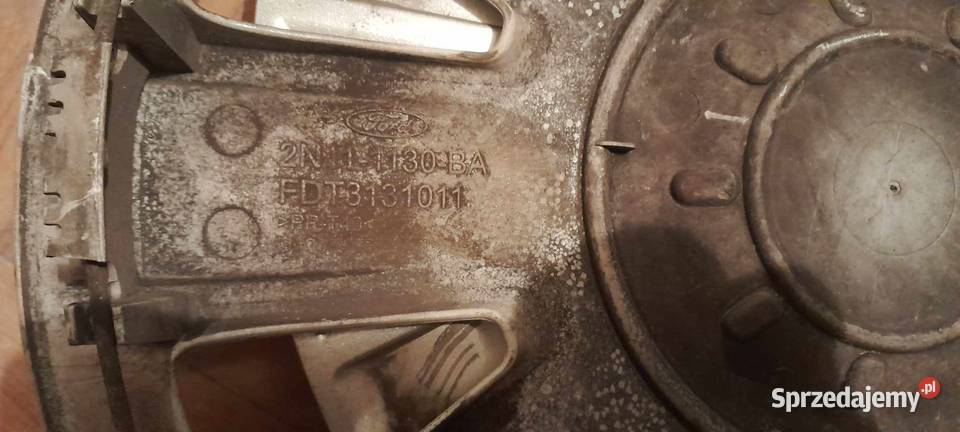 Ford
2N11-1130-BA
FDT3131011
Sprzedajemy.pl